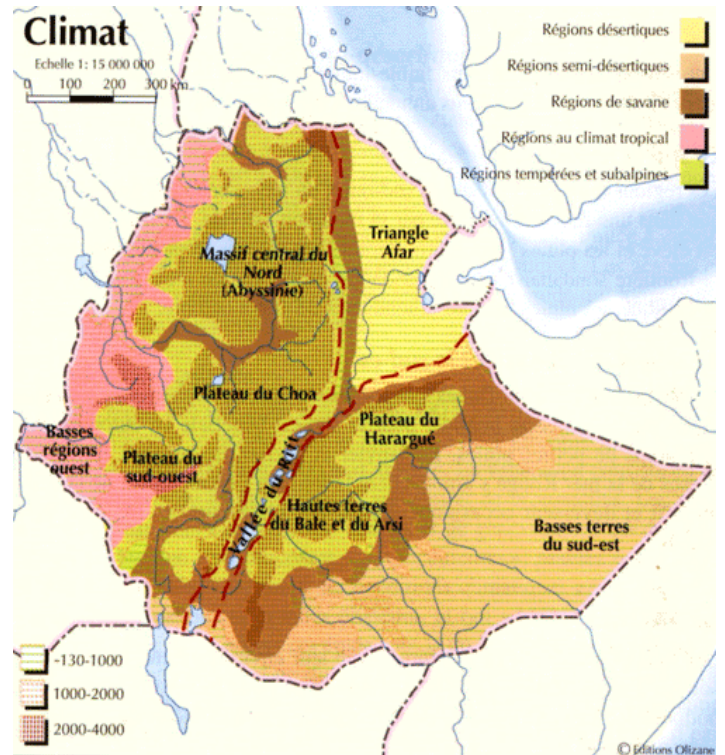 Climat
Echelle 1: 15 000 000
0 100 200 300 km
Régions désertiques
Régions semi-désertiques
Régions de savane
Régions au climat tropical
Régions tempérées et subalpines
Triangle
Afar
Massif central du
Nord
(Abyssinie)
Plateau du Choa
Plateau du
Harargué
Basses
régions
ouest
Plateau du
sud-ouest
Vallée du Rift
Hautes terres
du Bale et du Arsi
Basses terres
du sud-est
-130-1000
1000-2000
2000-4000
© Editions Olizane